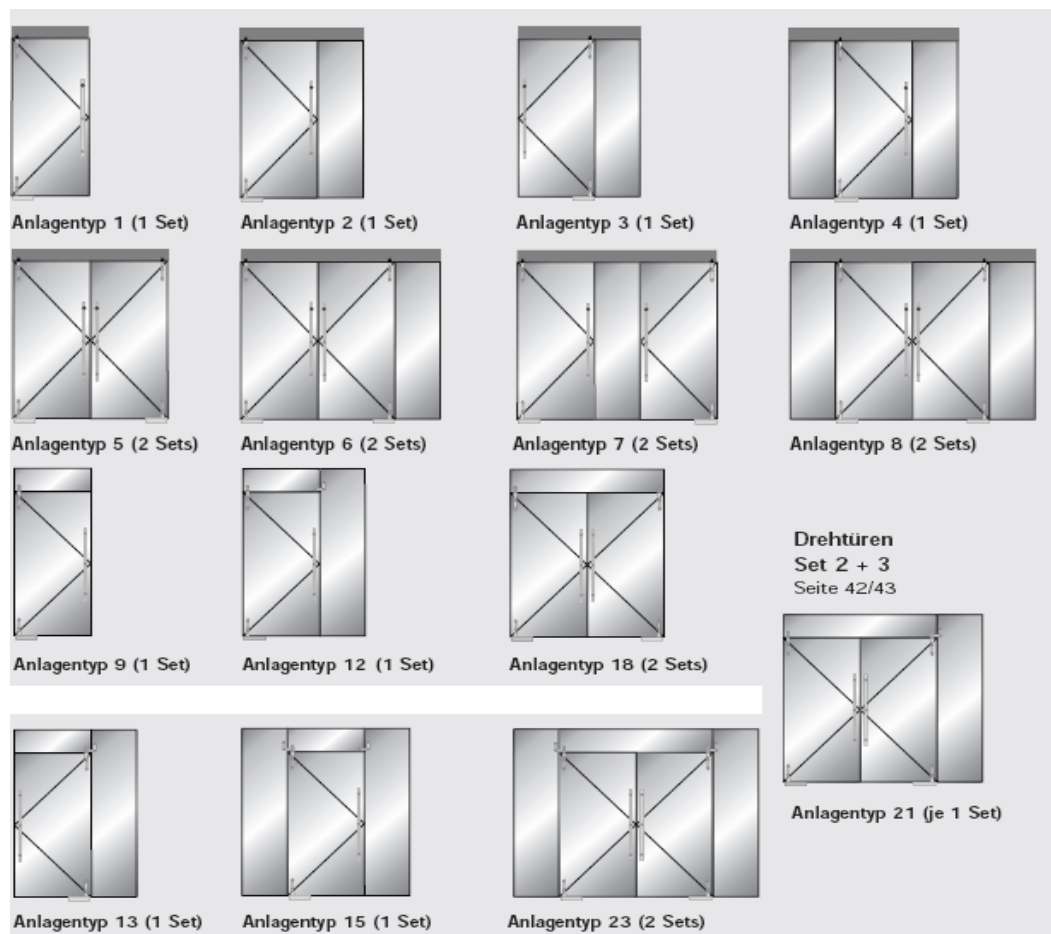 Anlagentyp 1 (1 Set)
Anlagentyp 2 (1 Set)
Anlagentyp 3 (1 Set)
Anlagentyp 4 (1 Set)
Anlagentyp 5 (2 Sets)
Anlagentyp 6 (2 Sets)
Anlagentyp 7 (2 Sets)
Anlagentyp 8 (2 Sets)
Anlagentyp 9 (1 Set)
Anlagentyp 12 (1 Set)
Anlagentyp 18 (2 Sets)
Drehtüren
Set 2 + 3
Seite 42/43
Anlagentyp 21 (je 1 Set)
Anlagentyp 13 (1 Set)
Anlagentyp 15 (1 Set)
Anlagentyp 23 (2 Sets)